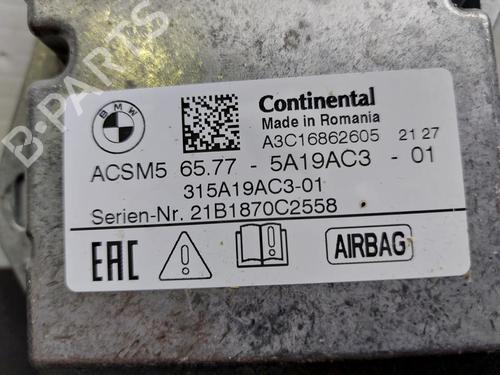 B-PARTS
BMW
Continental
Made in Romania
A3C16862605 21 27
ACSM5 65.77 - 5A19AC3 - 01
315A19AC3-01
Serien-Nr. 21B1870C2558
EAC
AIRBAG